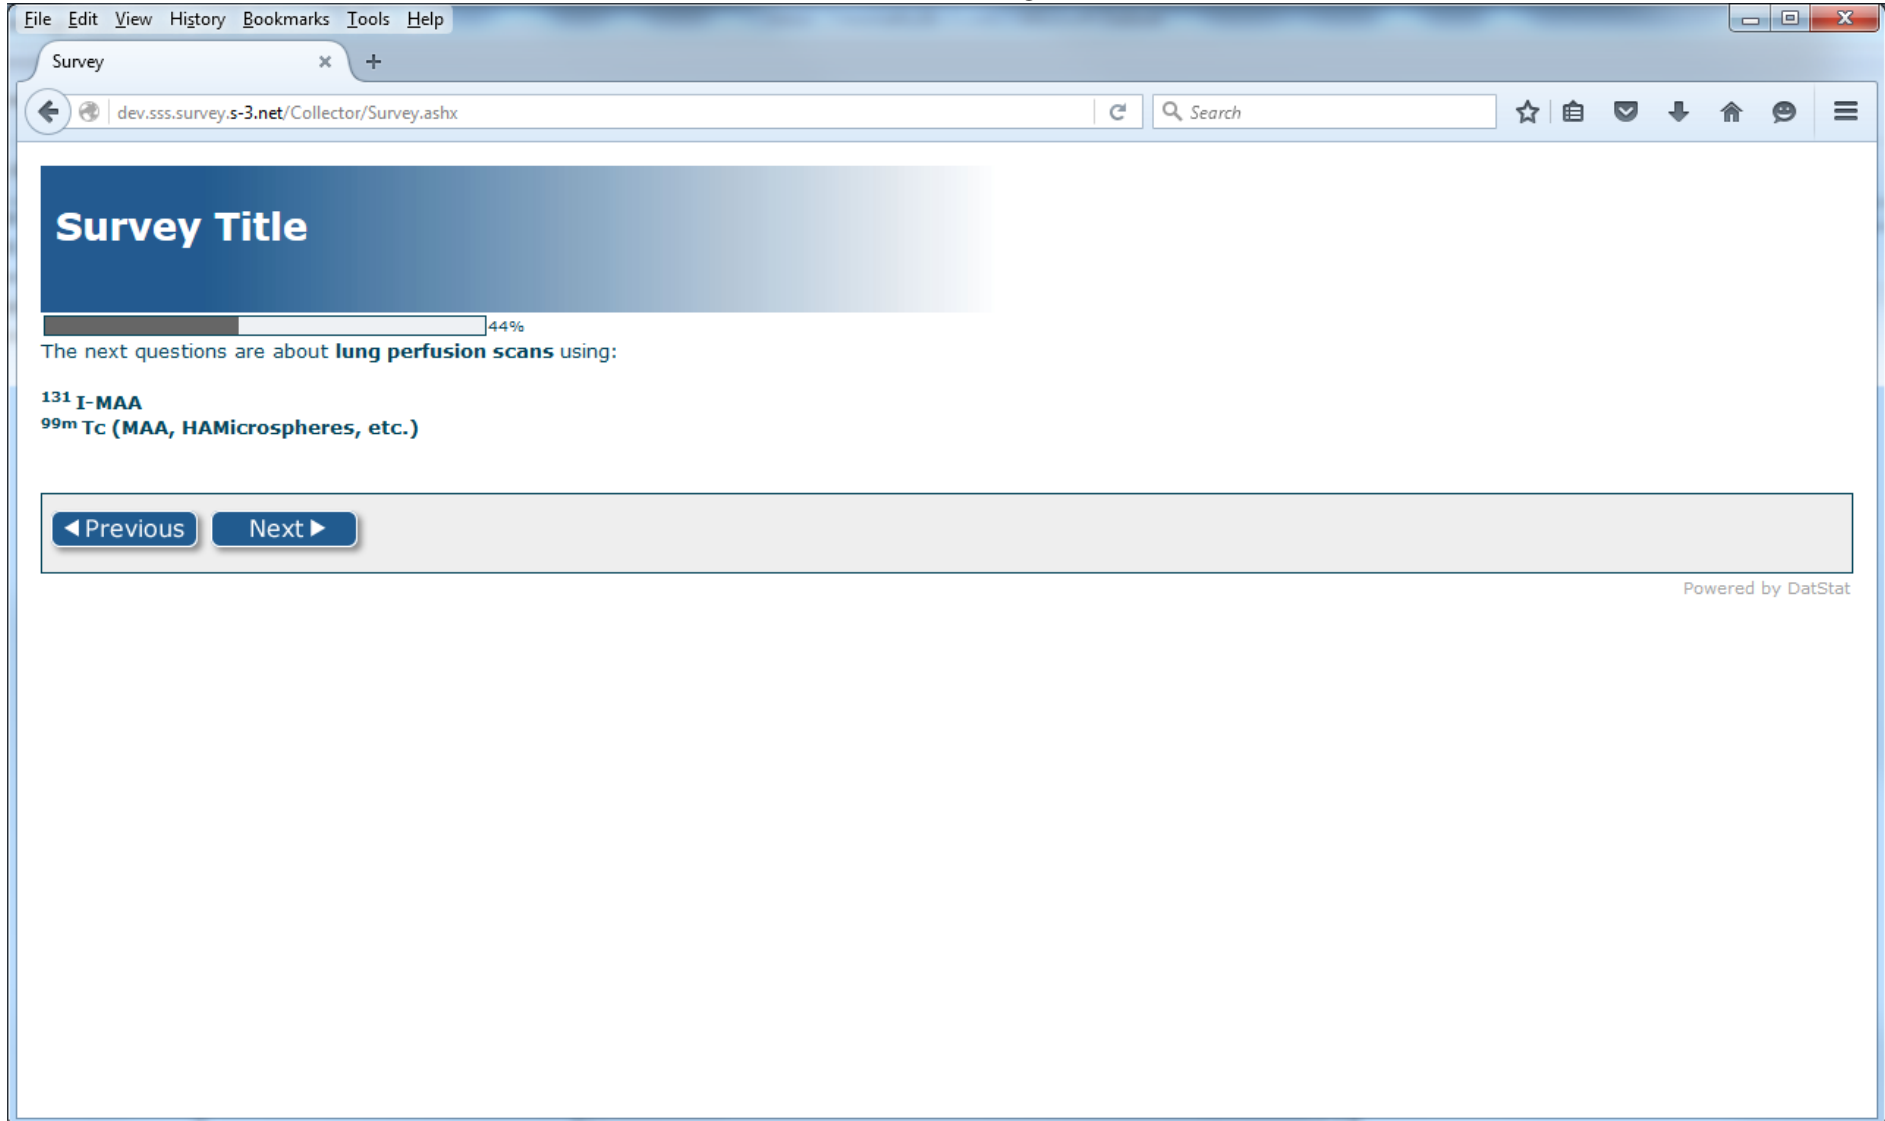 File Edit View History Bookmarks Tools Help
Survey
dev.sss.survey.s-3.net/Collector/Survey.ashx
Search
Survey Title
44%
The next questions are about lung perfusion scans using:
131 I-MAA
99m Tc (MAA, HAMicrospheres, etc.)
Previous Next
Powered by DatStat